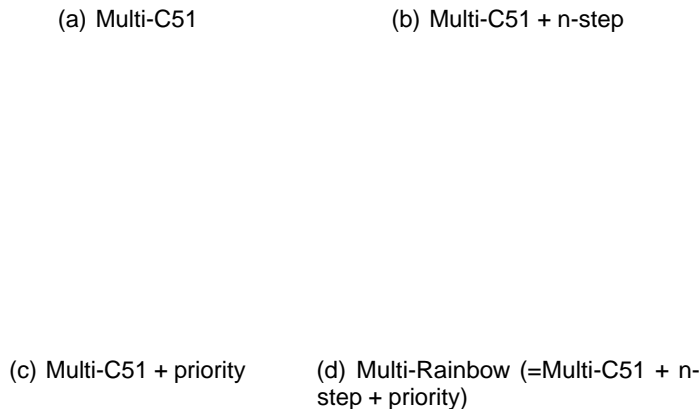 (a) Multi-C51
(b) Multi-C51 + n-step
(c) Multi-C51 + priority
(d) Multi-Rainbow (=Multi-C51 + n-
step + priority)